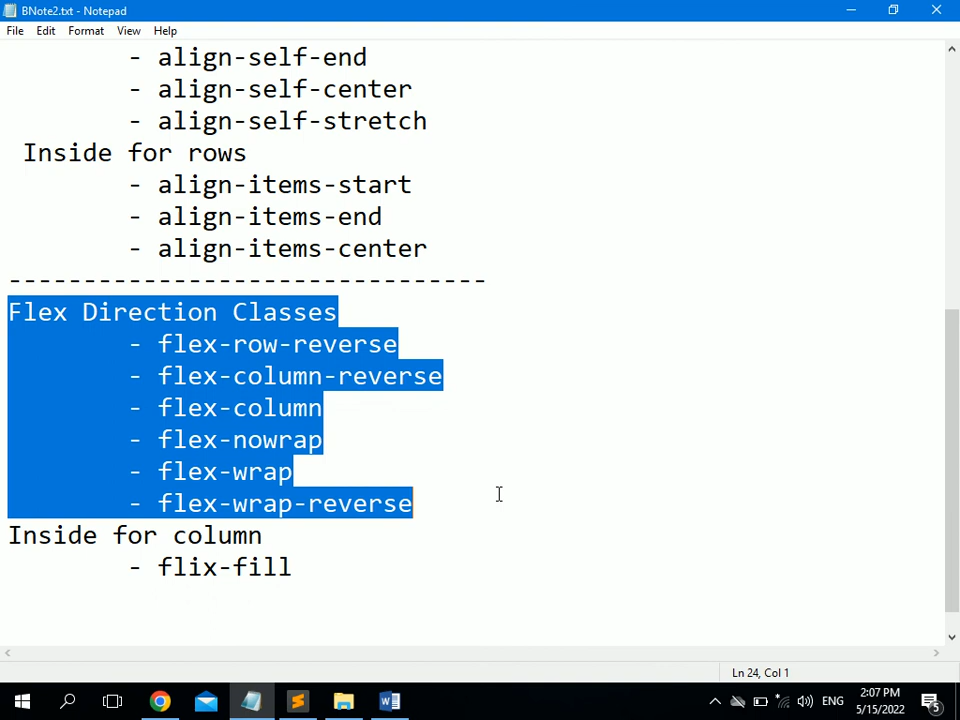 BNote2.txt - Notepad
File Edit Format View Help
- align-self-end
- align-self-center
- align-self-stretch
Inside for rows
- align-items-start
- align-items-end
- align-items-center
--------------------------------
Flex Direction Classes
- flex-row-reverse
- flex-column-reverse
- flex-column
- flex-nowrap
- flex-wrap
- flex-wrap-reverse
Inside for column
- flix-fill
Ln 24, Col 1
ENG
2:07 PM
5/15/2022
5